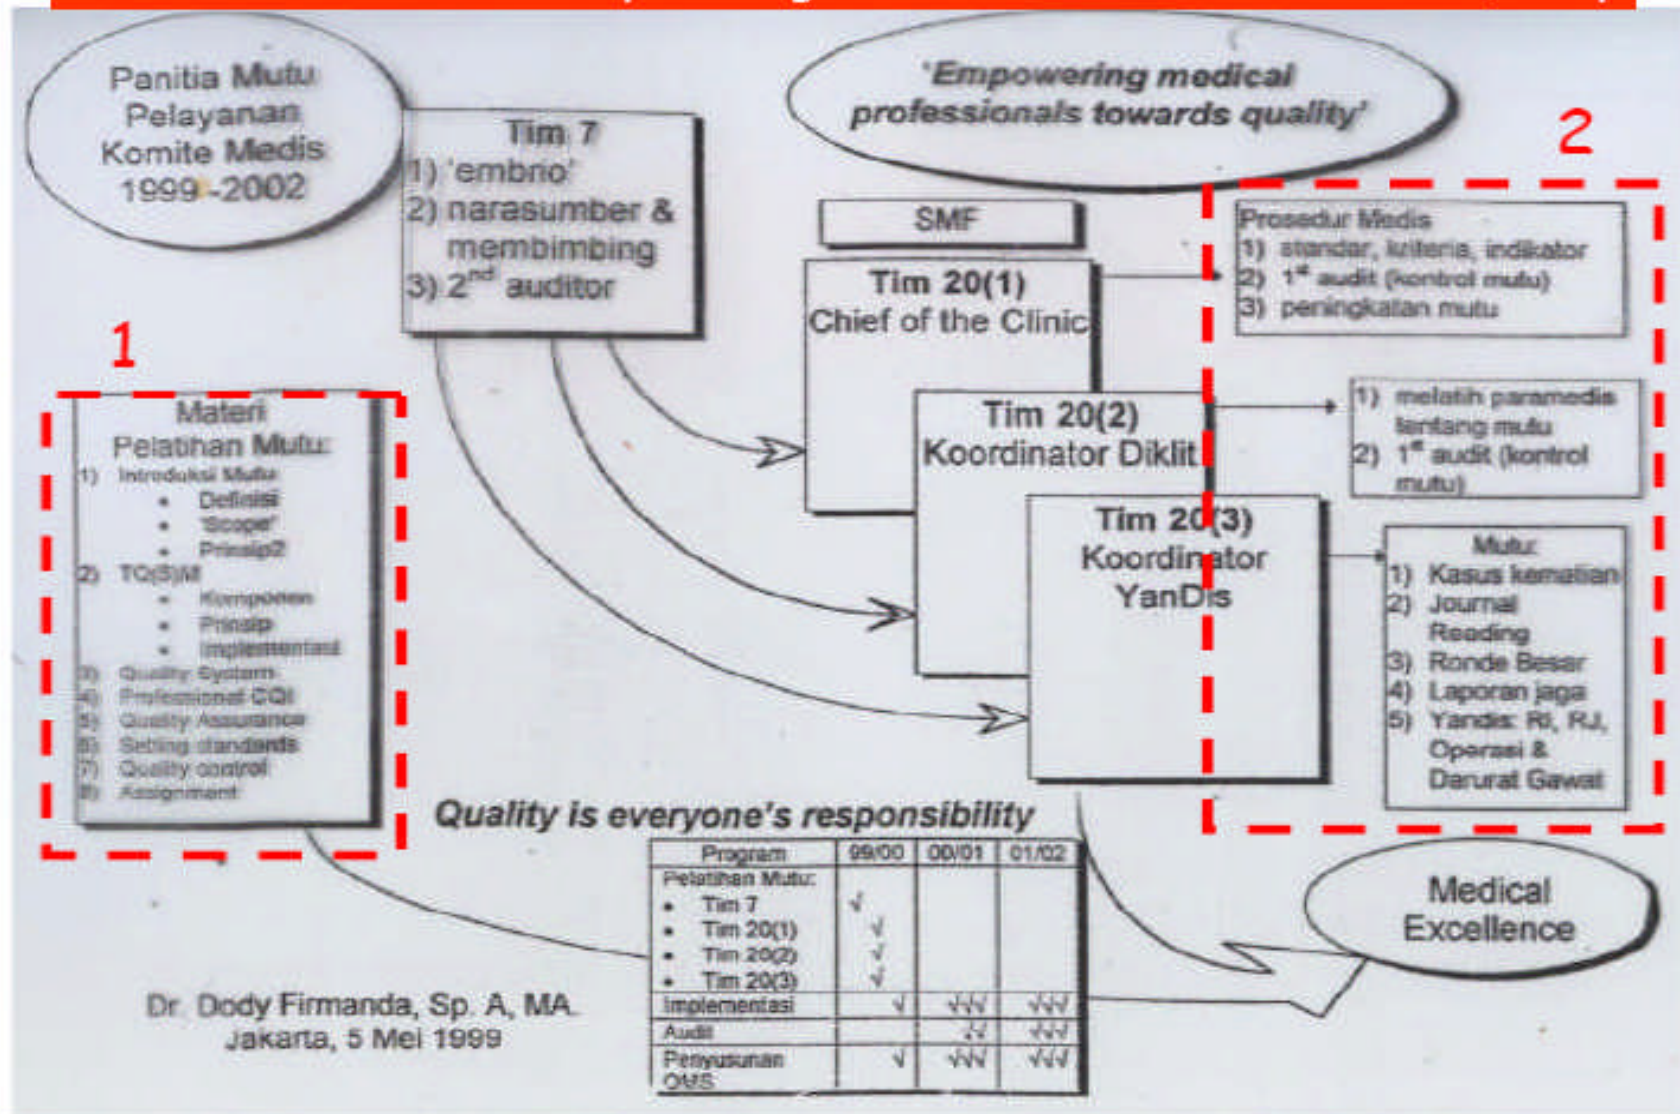 Panitia Mutu
Pelayanan
Komite Medis
1999 -2002
Tim 7
1) 'embrio'
2) narasumber &
membimbing
3) 2nd auditor
'Empowering medical
professionals towards quality'
2
SMF
Tim 20(1)
Chief of the Clinic
Prosedur Medis
1) standar, kriteria, indikator
2) 1st audit (kontrol mutu)
3) peningkatan mutu
Tim 20(2)
Koordinator Diklit
1) melatih paramedis
tentang mutu
2) 1st audit (kontrol
mutu)
Tim 20(3)
Koordinator
YanDis
Mutu:
1) Kasus kematian
2) Journal
Reading
3) Ronde Besar
4) Laporan jaga
5) Yandis: RI, RJ,
Operasi &
Darurat Gawat
1
Materi
Pelatihan Mutu:
1) Introduksi Mutu
• Definisi
• 'Scope'
• Prinsip2
2) TQ(S)M
• Komponen
• Prinsip
• Implementasi
3) Quality System
4) Professional CQI
5) Quality Assurance
6) Setting standards
7) Quality control
8) Assignment
Quality is everyone's responsibility
Program 99/00 00/01 01/02
Pelatihan Mutu:
• Tim 7 √
• Tim 20(1) √
• Tim 20(2) √
• Tim 20(3) √
Implementasi √ √√√ √√√
Audit √√ √√√
Penyusunan √ √√√ √√√
QMS
Medical
Excellence
Dr. Dody Firmanda, Sp. A, MA.
Jakarta, 5 Mei 1999